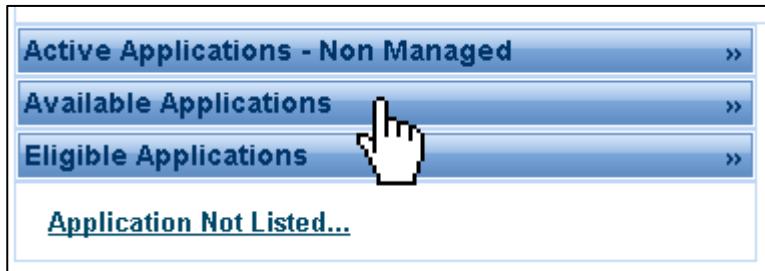 Active Applications - Non Managed »
Available Applications »
Eligible Applications »
Application Not Listed...